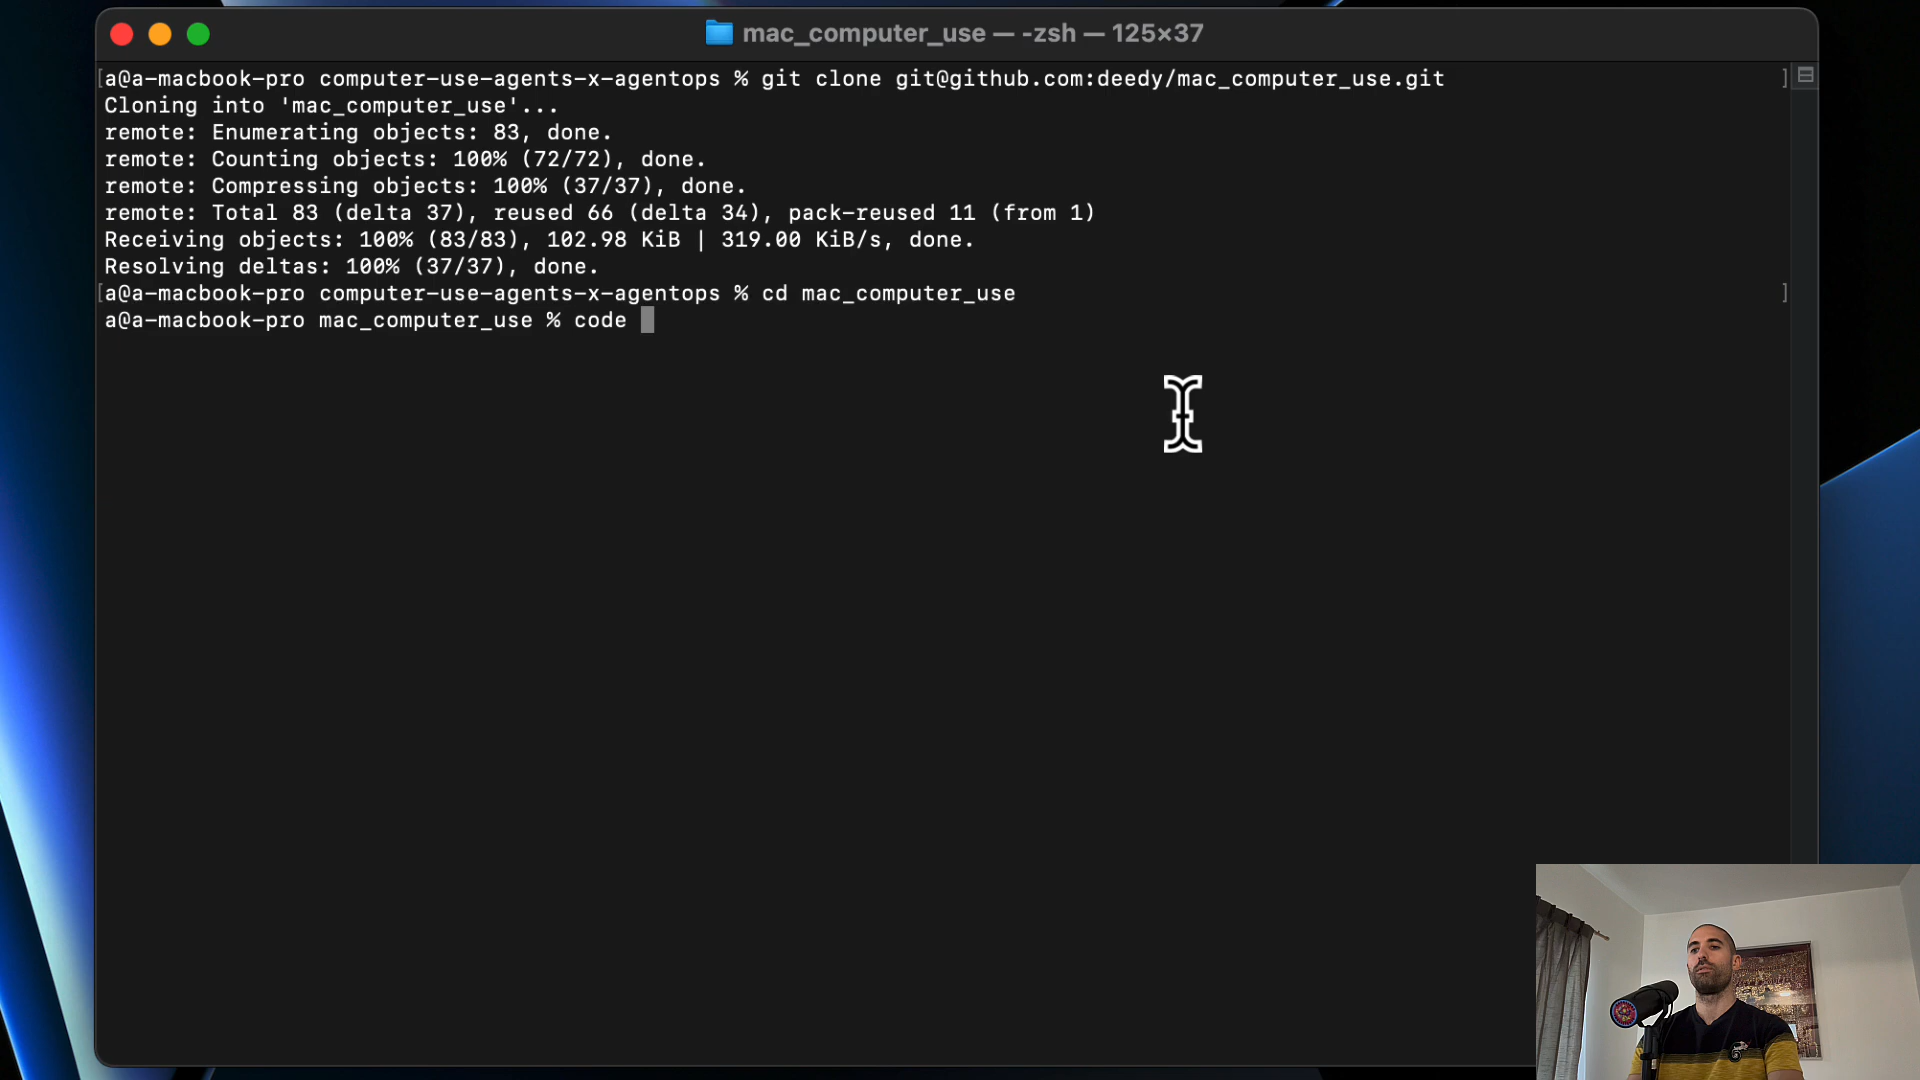 mac_computer_use — -zsh — 125×37
[a@a-macbook-pro computer-use-agents-x-agentops % git clone git@github.com:deedy/mac_computer_use.git ]
Cloning into 'mac_computer_use'...
remote: Enumerating objects: 83, done.
remote: Counting objects: 100% (72/72), done.
remote: Compressing objects: 100% (37/37), done.
remote: Total 83 (delta 37), reused 66 (delta 34), pack-reused 11 (from 1)
Receiving objects: 100% (83/83), 102.98 KiB | 319.00 KiB/s, done.
Resolving deltas: 100% (37/37), done.
[a@a-macbook-pro computer-use-agents-x-agentops % cd mac_computer_use ]
a@a-macbook-pro mac_computer_use % code